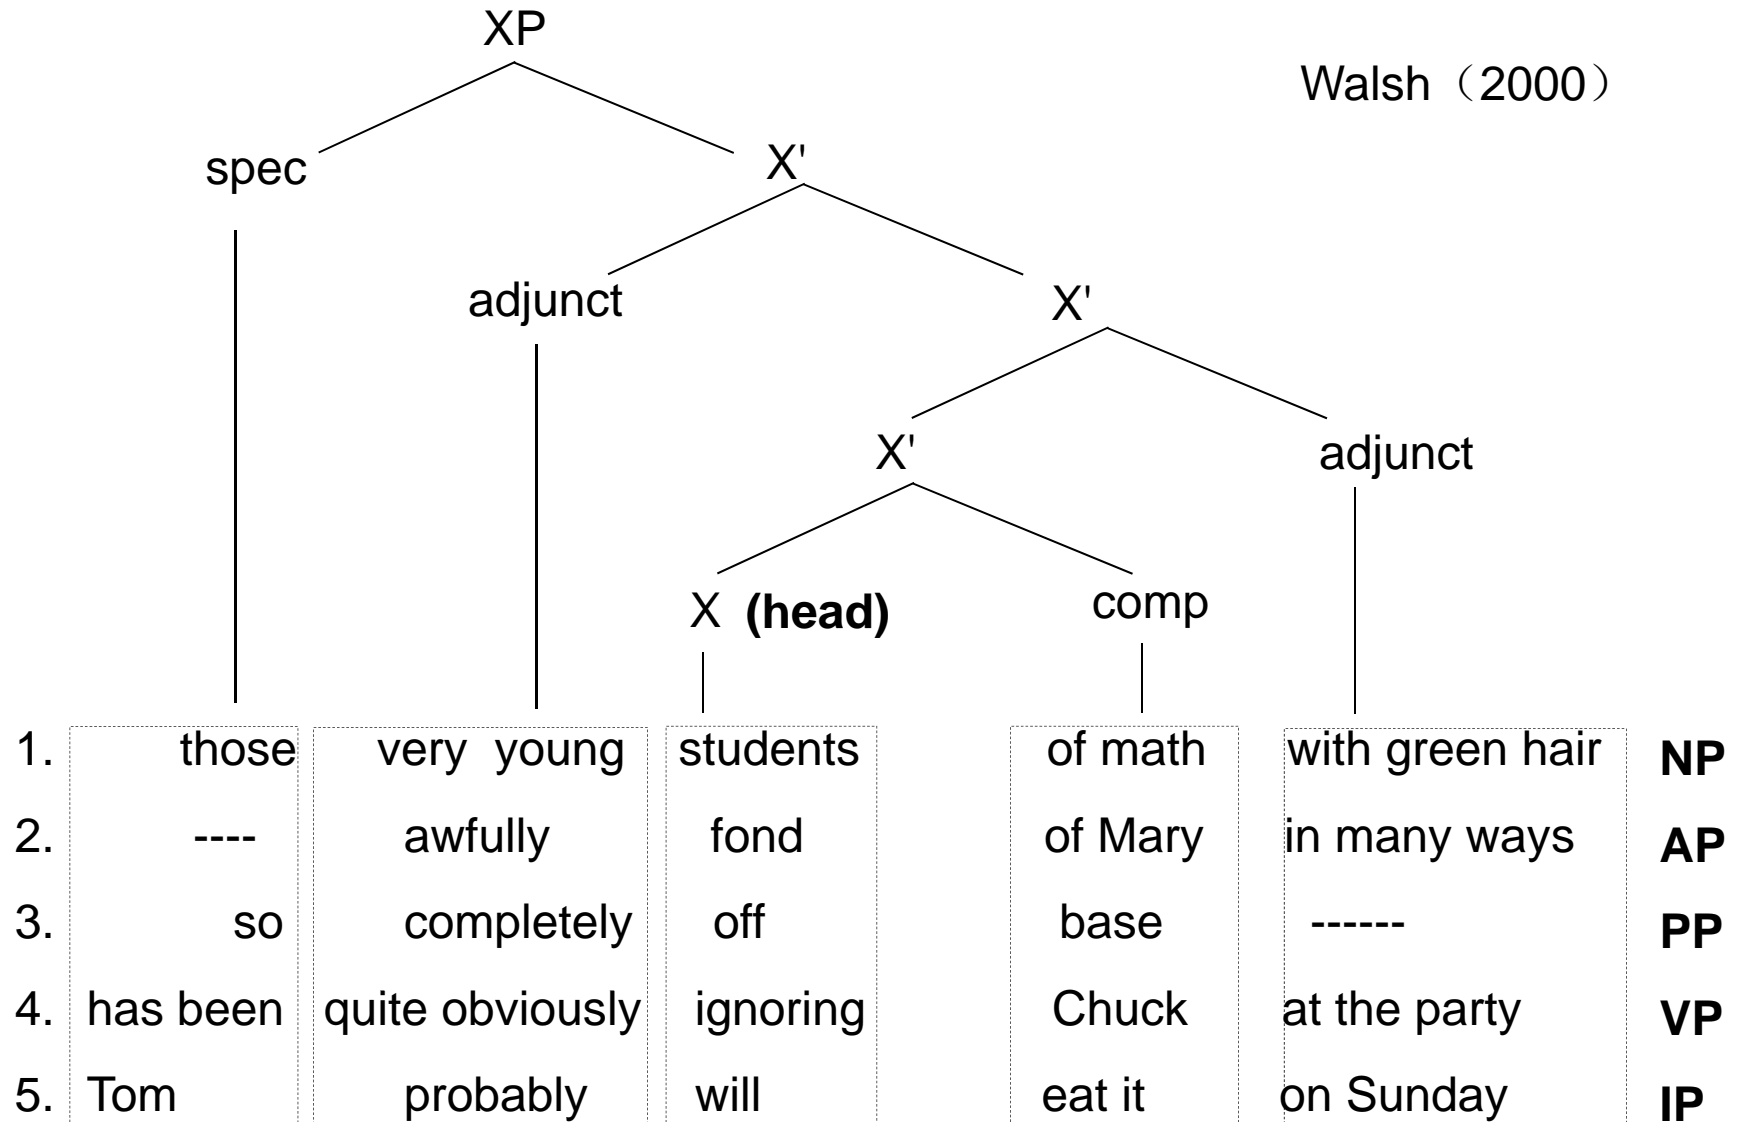 XP
Walsh（2000）
spec
X'
adjunct
X'
X'
adjunct
X (head)
comp
1. those very young students of math with green hair NP
2. ---- awfully fond of Mary in many ways AP
3. so completely off base ------ PP
4. has been quite obviously ignoring Chuck at the party VP
5. Tom probably will eat it on Sunday IP